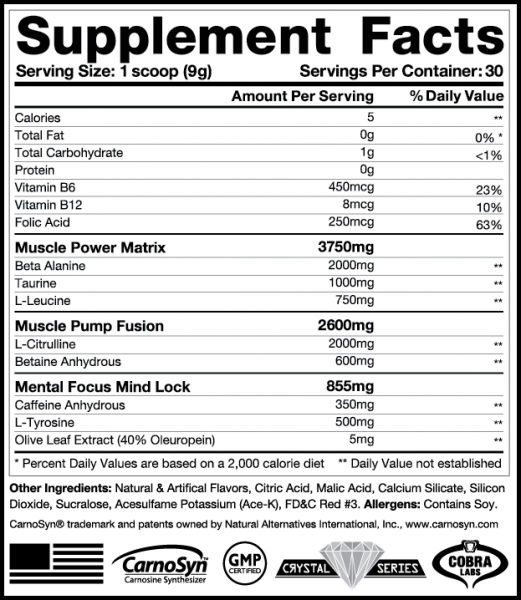 Supplement Facts
Serving Size: 1 scoop (9g) Servings Per Container: 30
Amount Per Serving % Daily Value
Calories 5 **
Total Fat 0g 0% *
Total Carbohydrate 1g <1%
Protein 0g
Vitamin B6 450mcg 23%
Vitamin B12 8mcg 10%
Folic Acid 250mcg 63%
Muscle Power Matrix 3750mg
Beta Alanine 2000mg **
Taurine 1000mg **
L-Leucine 750mg **
Muscle Pump Fusion 2600mg
L-Citrulline 2000mg **
Betaine Anhydrous 600mg **
Mental Focus Mind Lock 855mg
Caffeine Anhydrous 350mg **
L-Tyrosine 500mg **
Olive Leaf Extract (40% Oleuropein) 5mg **
* Percent Daily Values are based on a 2,000 calorie diet ** Daily Value not established
Other Ingredients: Natural & Artifical Flavors, Citric Acid, Malic Acid, Calcium Silicate, Silicon
Dioxide, Sucralose, Acesulfame Potassium (Ace-K), FD&C Red #3. Allergens: Contains Soy.
CarnoSyn® trademark and patents owned by Natural Alternatives International, Inc., www.carnosyn.com
CarnoSyn®
Carnosine Synthesizer
GMP
CERTIFIED
CRYSTAL SERIES
COBRA
LABS